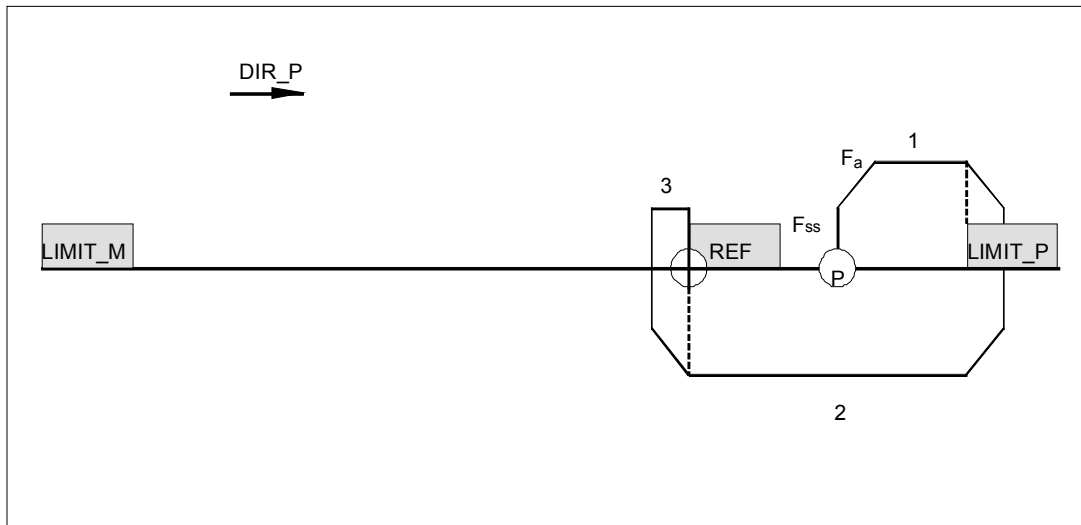 DIR_P
1
Fa
3
Fss
LIMIT_M
REF
P
LIMIT_P
2